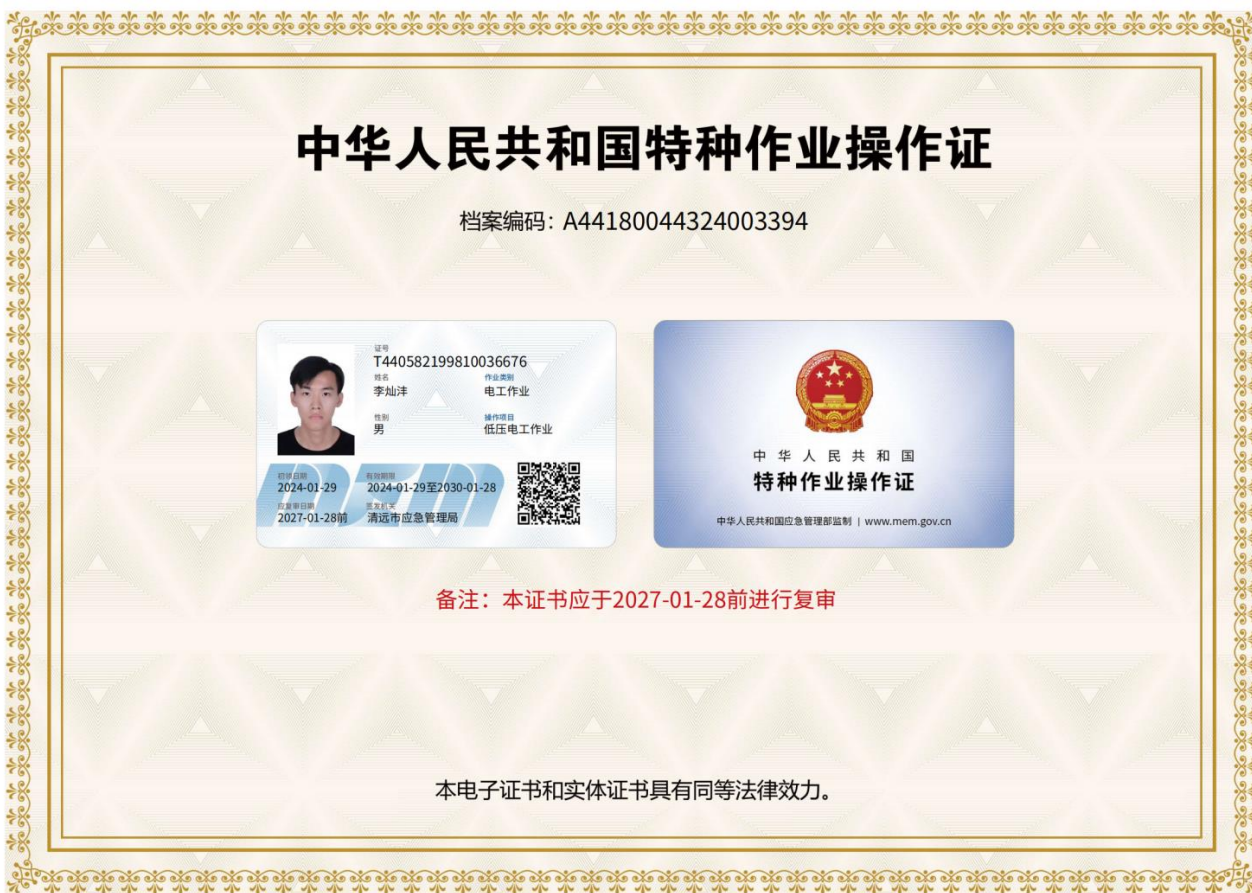 中华人民共和国特种作业操作证
档案编码：A44180044324003394
证号
T440582199810036676
姓名 作业类别
李灿沣 电工作业
性别 操作项目
男 低压电工作业
初领日期 有效期限
2024-01-29 2024-01-29至2030-01-28
应复审日期 签发机关
2027-01-28前 清远市应急管理局
中华人民共和国
特种作业操作证
中华人民共和国应急管理部监制 | www.mem.gov.cn
备注：本证书应于2027-01-28前进行复审
本电子证书和实体证书具有同等法律效力。